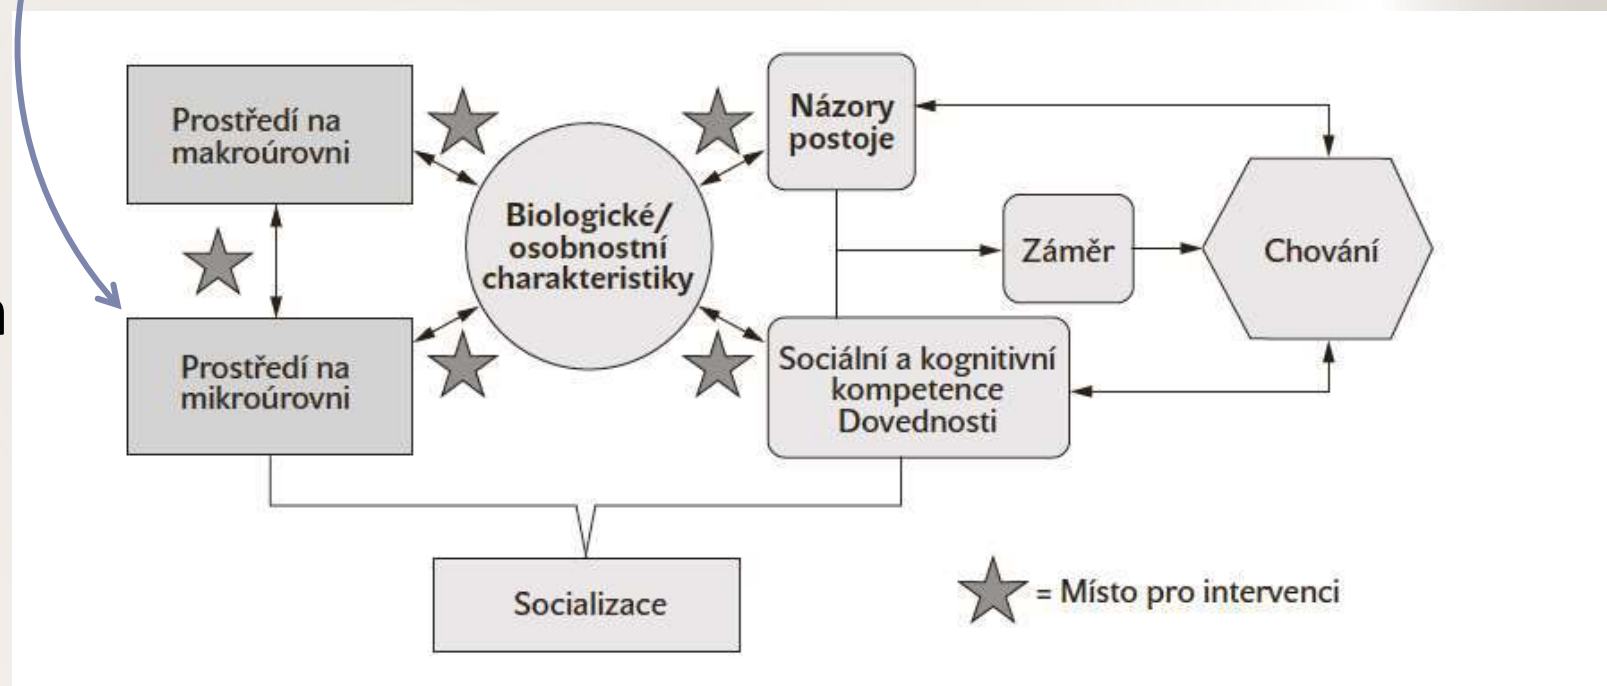 Prostředí na
makroúrovni
Názory
postoje
Biologické/
osobnostní
charakteristiky
Záměr
Chování
Prostředí na
mikroúrovni
Sociální a kognitivní
kompetence
Dovednosti
Socializace
= Místo pro intervenci